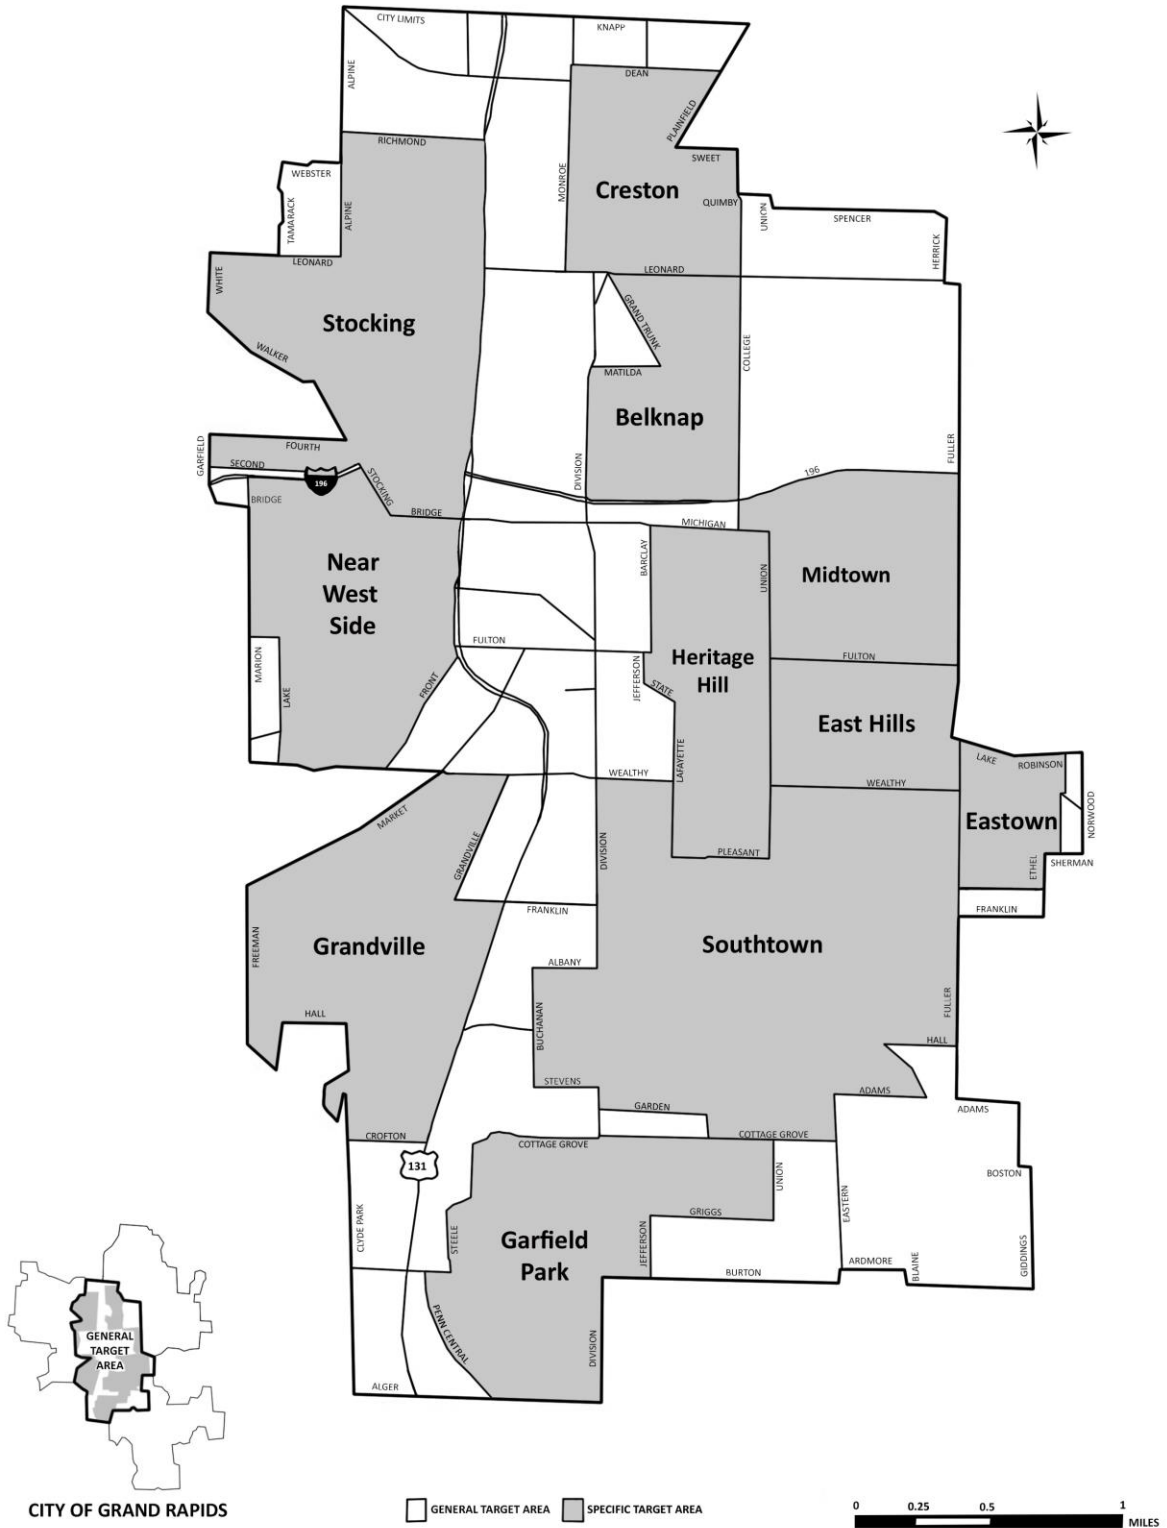 CITY LIMITS
KNAPP
DEAN
ALPINE
PLAINFIELD
RICHMOND
SWEET
WEBSTER
MONROE
Creston
QUIMBY
TAMARACK
ALPINE
UNION
SPENCER
HERRICK
LEONARD
LEONARD
WHITE
GRAND TRUNK
Stocking
WALKER
COLLEGE
MATILDA
Belknap
FOURTH
GARFIELD
SECOND
196
STOCKING
DIVISION
196
FULLER
BRIDGE
BRIDGE
MICHIGAN
BARCLAY
Near
West
Side
UNION
Midtown
FULTON
MARION
LAKE
FRONT
JEFFERSON
STATE
Heritage
Hill
FULTON
East Hills
LAFAYETTE
WEALTHY
WEALTHY
LAKE
ROBINSON
NORWOOD
Eastown
MARKET
GRANDVILLE
DIVISION
PLEASANT
ETHEL
SHERMAN
FRANKLIN
FRANKLIN
FREEMAN
Grandville
Southtown
ALBANY
HALL
BUCHANAN
FULLER
HALL
STEVENS
ADAMS
GARDEN
ADAMS
CROFTON
COTTAGE GROVE
COTTAGE GROVE
131
UNION
BOSTON
CLYDE PARK
STEELE
GRIGGS
EASTERN
JEFFERSON
Garfield
Park
BURTON
ARDMORE
BLAINE
GIDDINGS
PENN CENTRAL
DIVISION
ALGER
GENERAL
TARGET
AREA
CITY OF GRAND RAPIDS
GENERAL TARGET AREA
SPECIFIC TARGET AREA
0 0.25 0.5 1
MILES